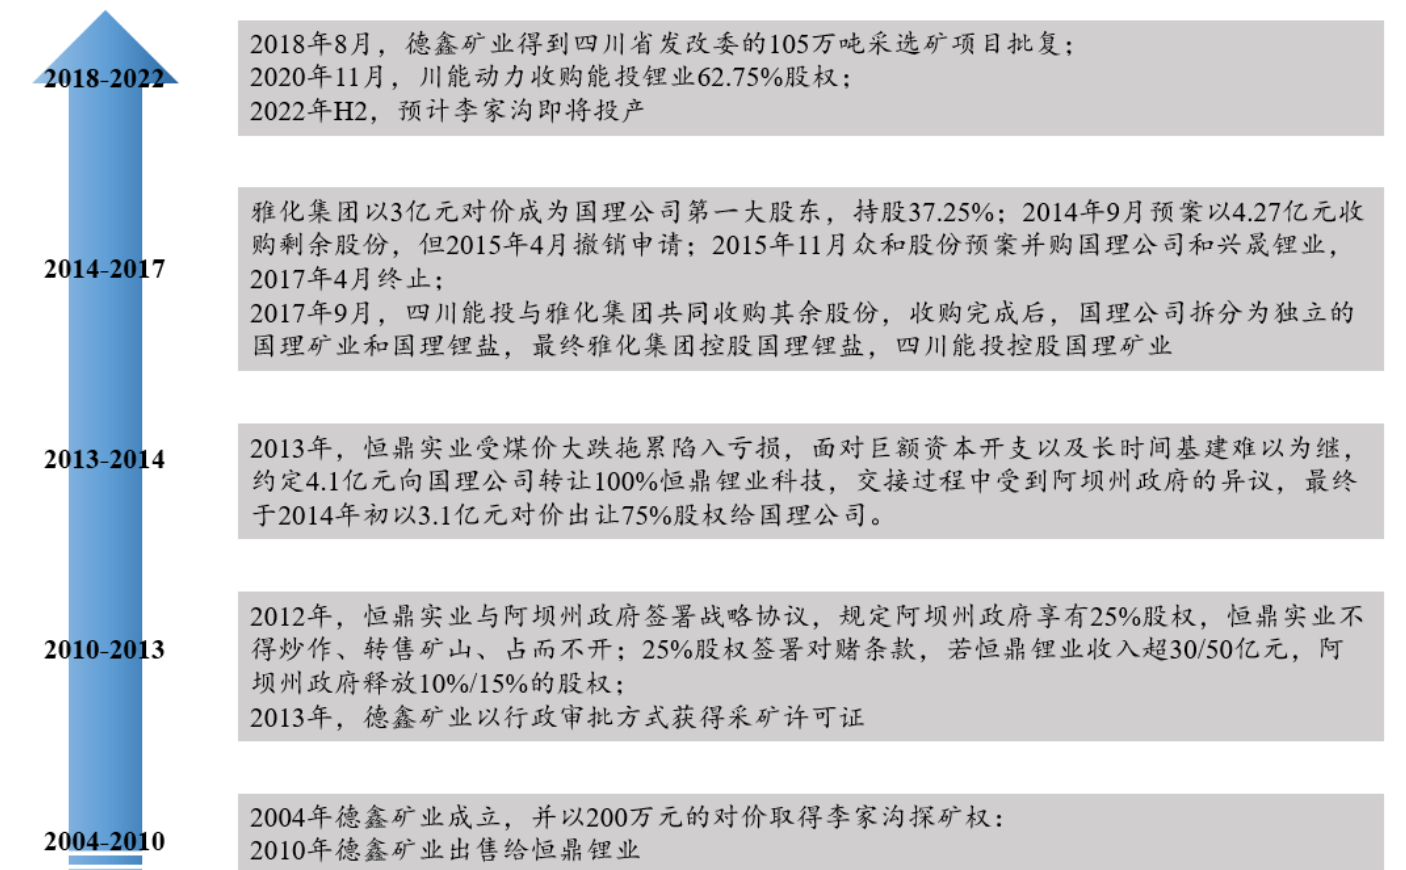 2018-2022
2018年8月，德鑫矿业得到四川省发改委的105万吨采选矿项目批复；
2020年11月，川能动力收购能投锂业62.75%股权；
2022年H2，预计李家沟即将投产
2014-2017
雅化集团以3亿元对价成为国理公司第一大股东，持股37.25%；2014年9月预案以4.27亿元收
购剩余股份，但2015年4月撤销申请；2015年11月众和股份预案并购国理公司和兴晟锂业，
2017年4月终止；
2017年9月，四川能投与雅化集团共同收购其余股份，收购完成后，国理公司拆分为独立的
国理矿业和国理锂盐，最终雅化集团控股国理锂盐，四川能投控股国理矿业
2013-2014
2013年，恒鼎实业受煤价大跌拖累陷入亏损，面对巨额资本开支以及长时间基建难以为继，
约定4.1亿元向国理公司转让100%恒鼎锂业科技，交接过程中受到阿坝州政府的异议，最终
于2014年初以3.1亿元对价出让75%股权给国理公司。
2010-2013
2012年，恒鼎实业与阿坝州政府签署战略协议，规定阿坝州政府享有25%股权，恒鼎实业不
得炒作、转售矿山、占而不开；25%股权签署对赌条款，若恒鼎锂业收入超30/50亿元，阿
坝州政府释放10%/15%的股权；
2013年，德鑫矿业以行政审批方式获得采矿许可证
2004-2010
2004年德鑫矿业成立，并以200万元的对价取得李家沟探矿权：
2010年德鑫矿业出售给恒鼎锂业